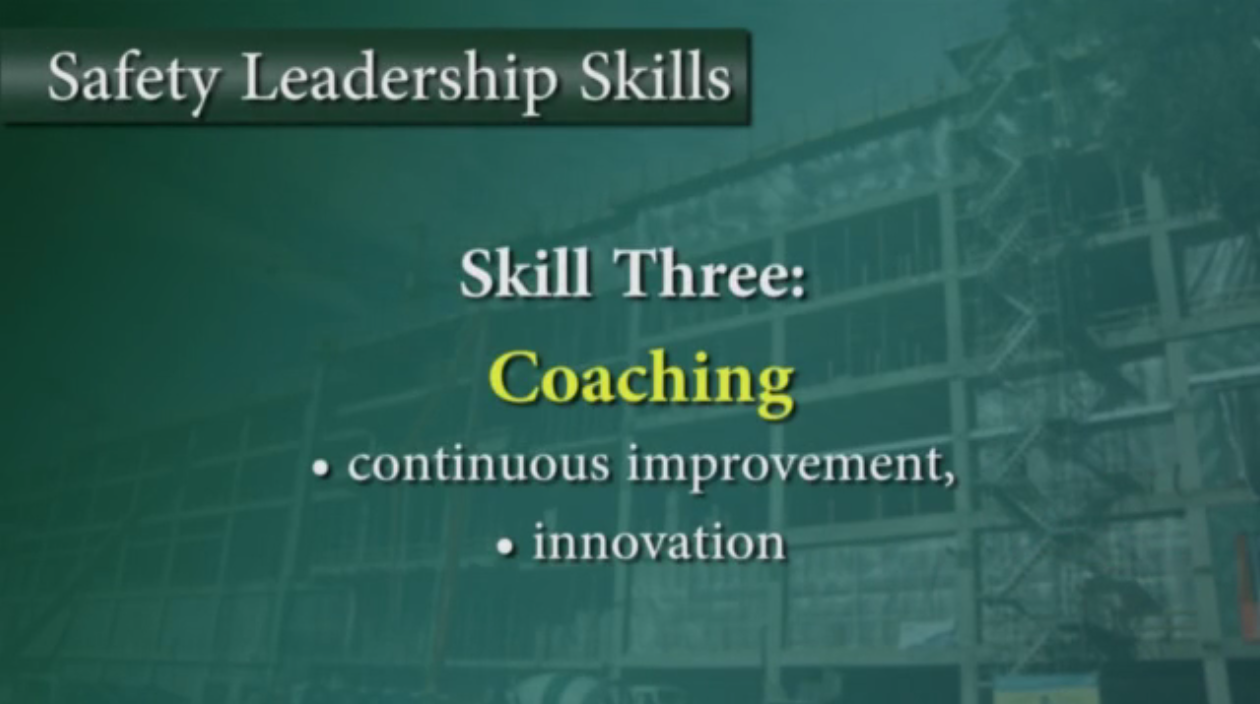 Safety Leadership Skills
Skill Three:
Coaching
• continuous improvement,
• innovation